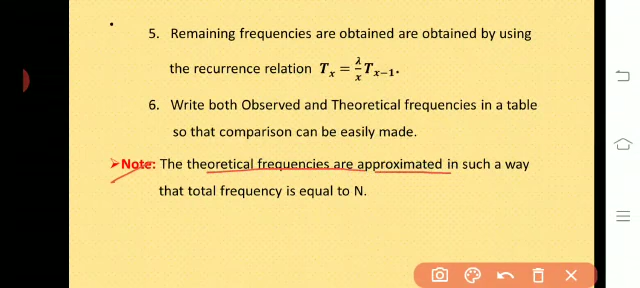 5. Remaining frequencies are obtained are obtained by using
the recurrence relation $T_x = \frac{\lambda}{x} T_{x-1}$.
6. Write both Observed and Theoretical frequencies in a table
so that comparison can be easily made.
➢Note: The theoretical frequencies are approximated in such a way
that total frequency is equal to N.